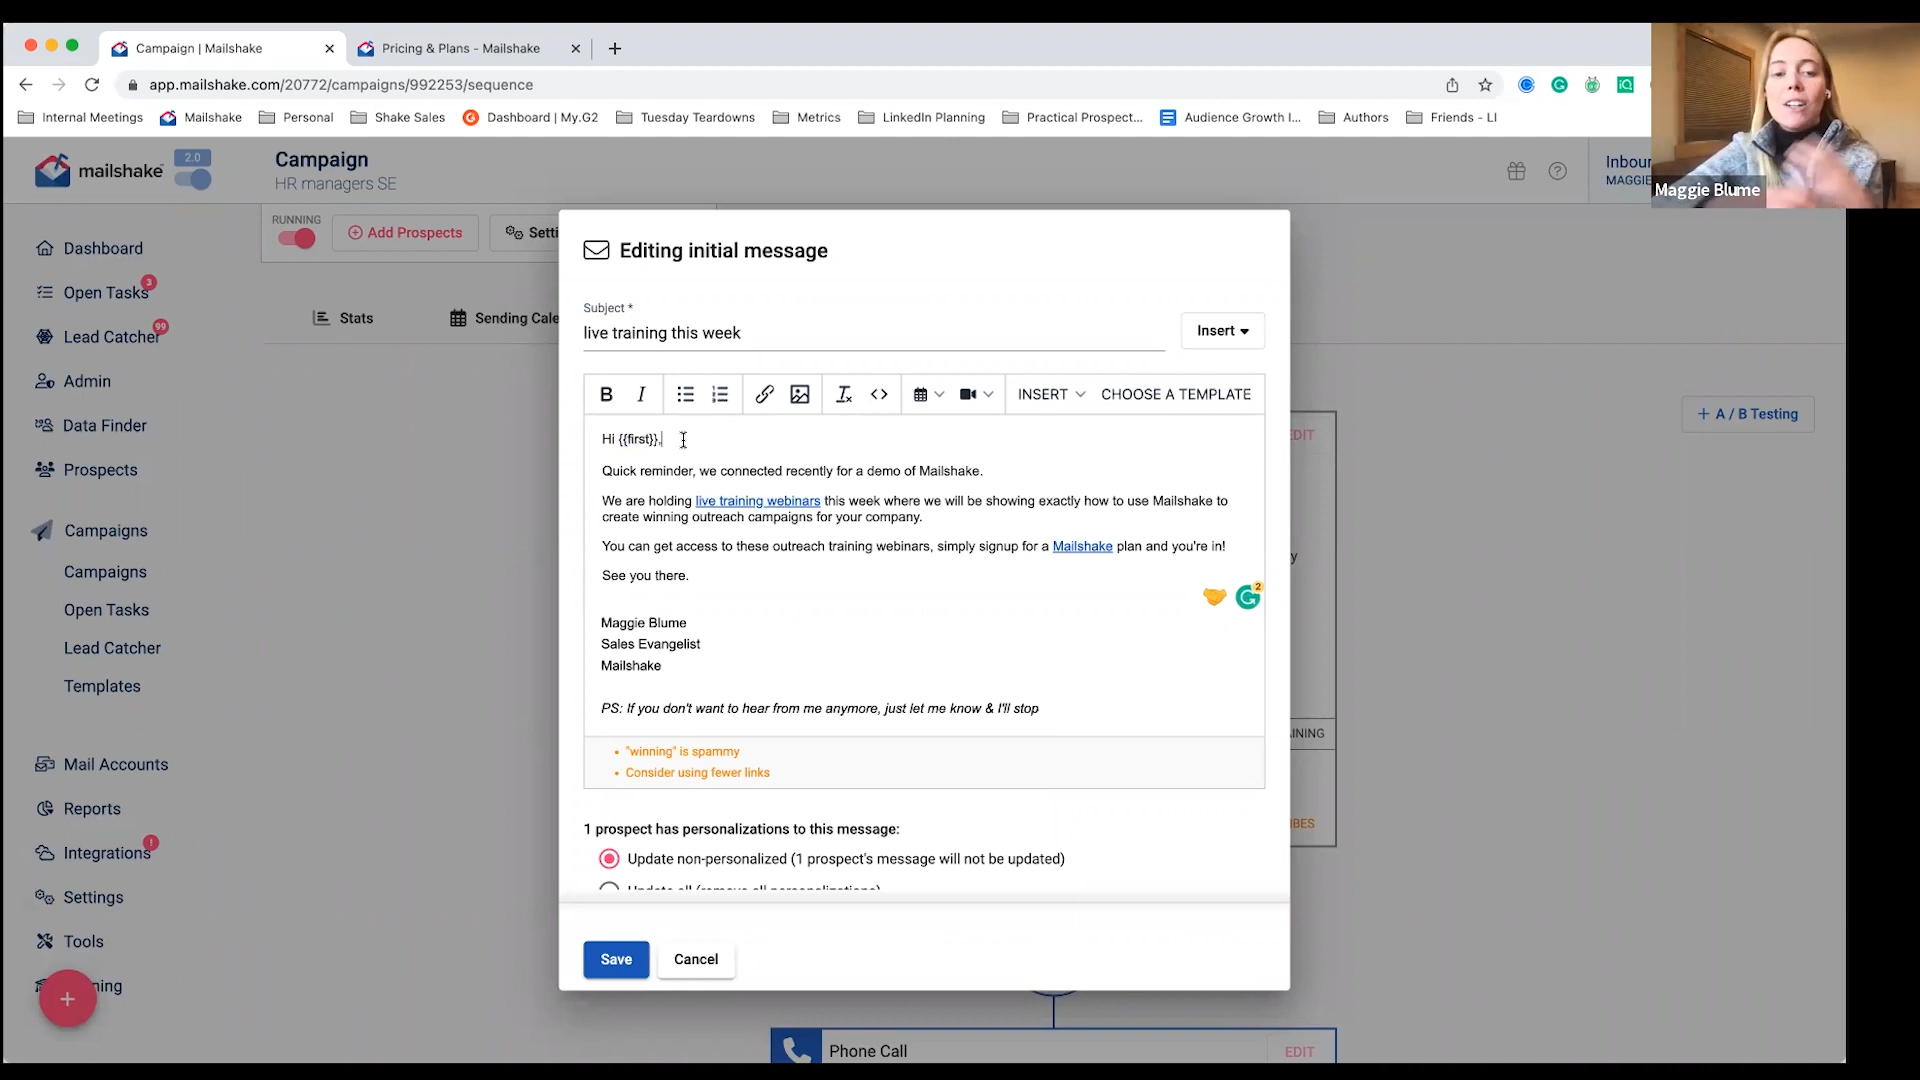 Campaign | Mailshake
Pricing & Plans - Mailshake
app.mailshake.com/20772/campaigns/992253/sequence
Internal Meetings
Mailshake
Personal
Shake Sales
Dashboard | My.G2
Tuesday Teardowns
Metrics
LinkedIn Planning
Practical Prospect...
Audience Growth I...
Authors
Friends - LI
Maggie Blume
mailshake
2.0
Campaign
HR managers SE
Inbou
MAGGIE
RUNNING
Add Prospects
Setti
Dashboard
Open Tasks 3
Lead Catcher 99
Admin
Data Finder
Prospects
Campaigns
Campaigns
Open Tasks
Lead Catcher
Templates
Mail Accounts
Reports
Integrations !
Settings
Tools
ning
Stats
Sending Cale
Editing initial message
Subject *
live training this week
Insert
B I INSERT CHOOSE A TEMPLATE
Hi {{first}},
Quick reminder, we connected recently for a demo of Mailshake.
We are holding live training webinars this week where we will be showing exactly how to use Mailshake to
create winning outreach campaigns for your company.
You can get access to these outreach training webinars, simply signup for a Mailshake plan and you're in!
See you there.
2
Maggie Blume
Sales Evangelist
Mailshake
PS: If you don't want to hear from me anymore, just let me know & I'll stop
• "winning" is spammy
• Consider using fewer links
1 prospect has personalizations to this message:
Update non-personalized (1 prospect's message will not be updated)
Update all (remove all personalizations)
Save
Cancel
+ A / B Testing
EDIT
y
INING
IBES
Phone Call
EDIT